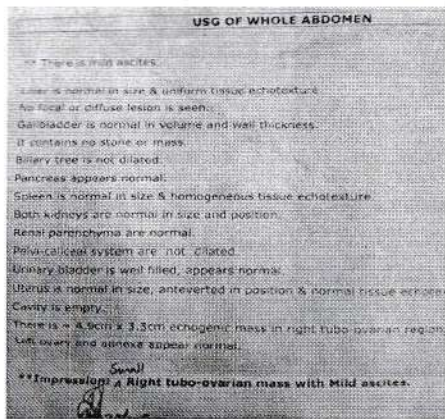 USG OF WHOLE ABDOMEN
** There is mild ascites.
Liver is normal in size & uniform tissue echotexture
No focal or diffuse lesion is seen.
Gallbladder is normal in volume and wall thickness.
It contains no stone or mass.
Biliary tree is not dilated.
Pancreas appears normal.
Spleen is normal in size & homogeneous tissue echotexture.
Both kidneys are normal in size and position.
Renal parenchyma are normal.
Pelvi-caliceal system are not dilated.
Urinary bladder is well filled, appears normal.
Uterus is normal in size, anteverted in position & normal tissue
Cavity is empty.
There is ~ 4.9cm x 3.3cm echogenic mass in right tubo-ovarian region
Left ovary and adnexa appear normal.
Small
**Impression: ^ Right tubo-ovarian mass with Mild ascites.